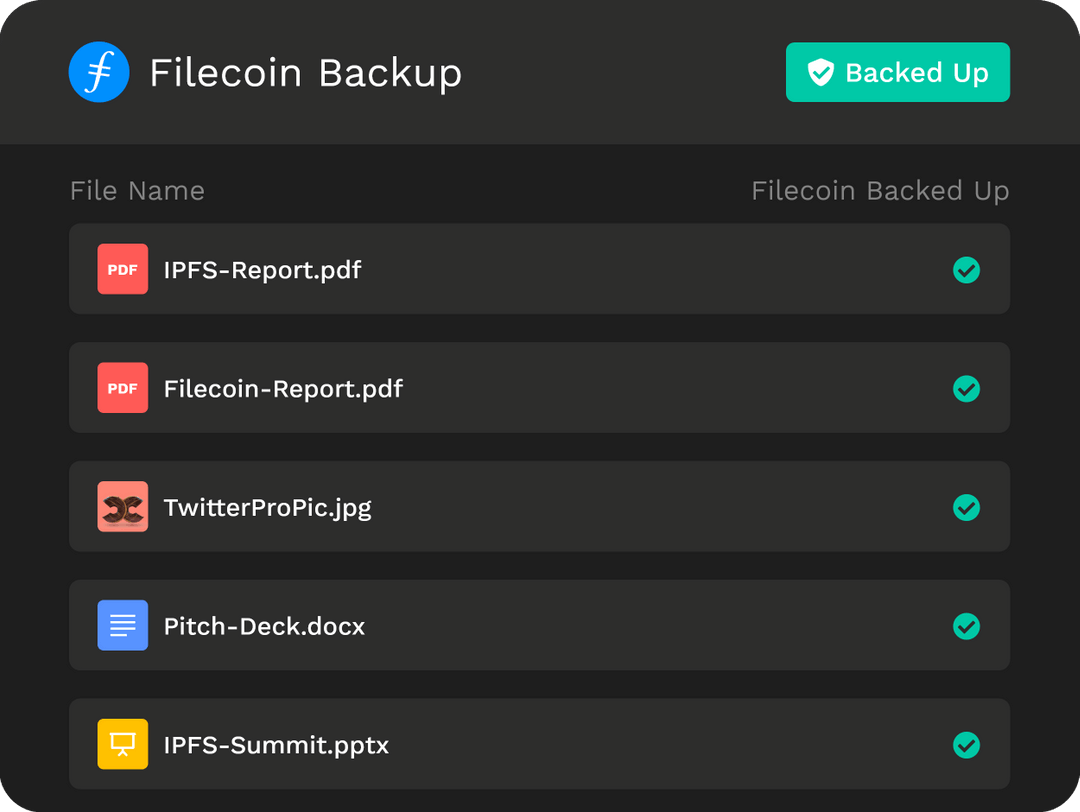 Filecoin Backup
Backed Up
File Name
Filecoin Backed Up
PDF
IPFS-Report.pdf
PDF
Filecoin-Report.pdf
TwitterProPic.jpg
Pitch-Deck.docx
IPFS-Summit.pptx